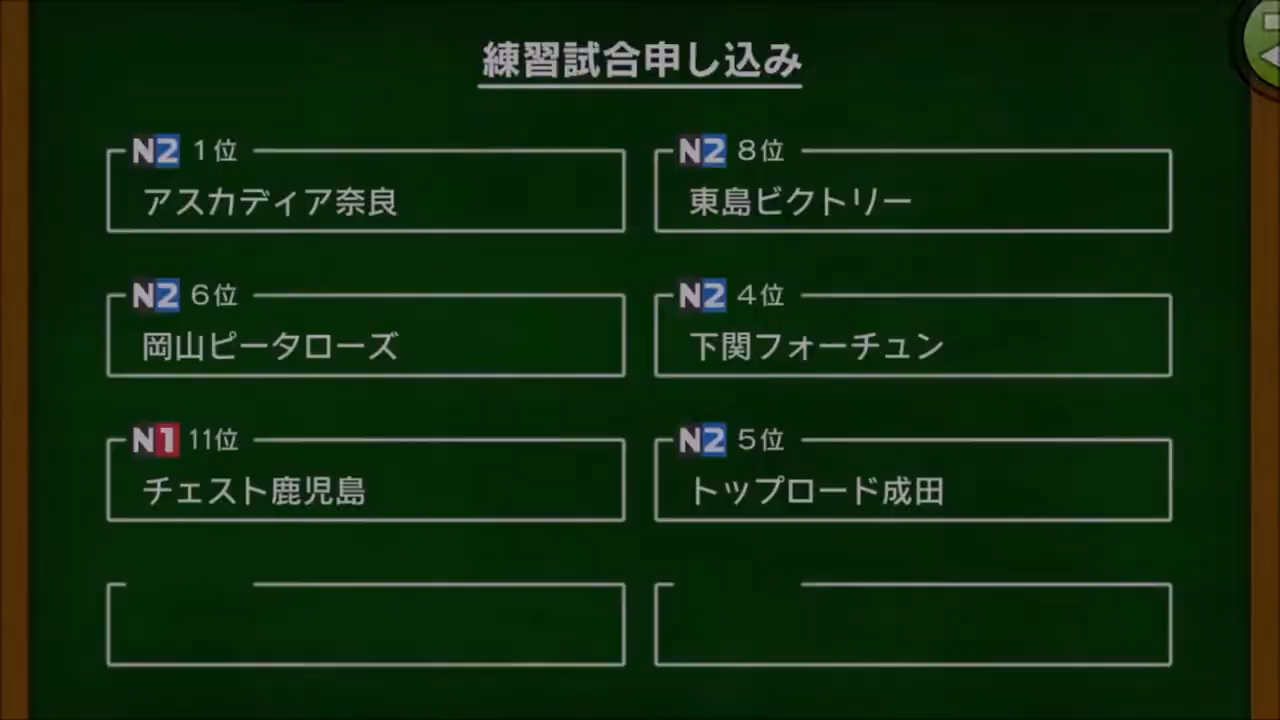 練習試合申し込み
N2 1位
アスカディア奈良
N2 8位
東島ビクトリー
N2 6位
岡山ピータローズ
N2 4位
下関フォーチュン
N1 11位
チェスト鹿児島
N2 5位
トップロード成田